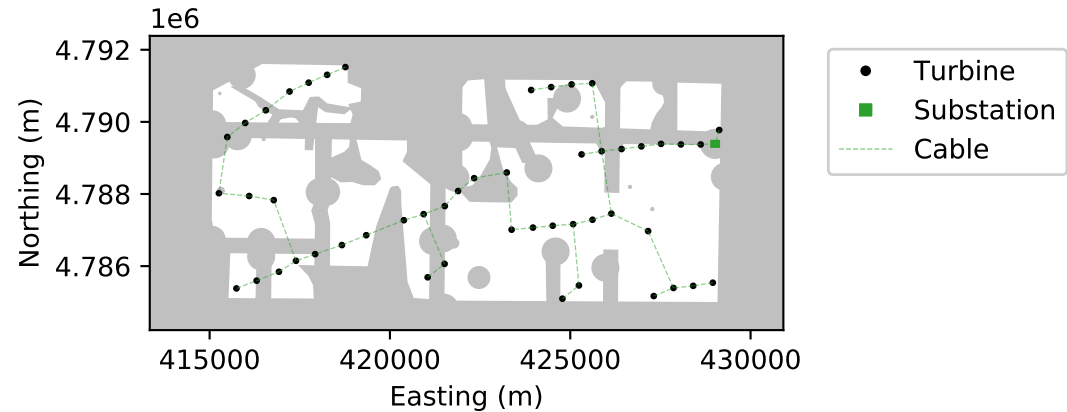 1e6
4.792
4.790
4.788
4.786
Northing (m)
415000 420000 425000 430000
Easting (m)
Turbine
Substation
Cable